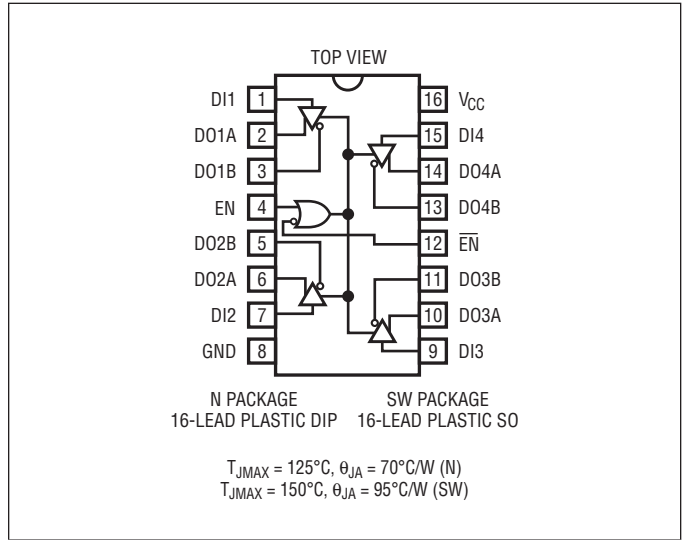 TOP VIEW
DI1 1
DO1A 2
DO1B 3
EN 4
DO2B 5
DO2A 6
DI2 7
GND 8
16 VCC
15 DI4
14 DO4A
13 DO4B
12 E̅N̅
11 DO3B
10 DO3A
9 DI3
N PACKAGE
16-LEAD PLASTIC DIP
SW PACKAGE
16-LEAD PLASTIC SO
TJMAX = 125°C, θJA = 70°C/W (N)
TJMAX = 150°C, θJA = 95°C/W (SW)